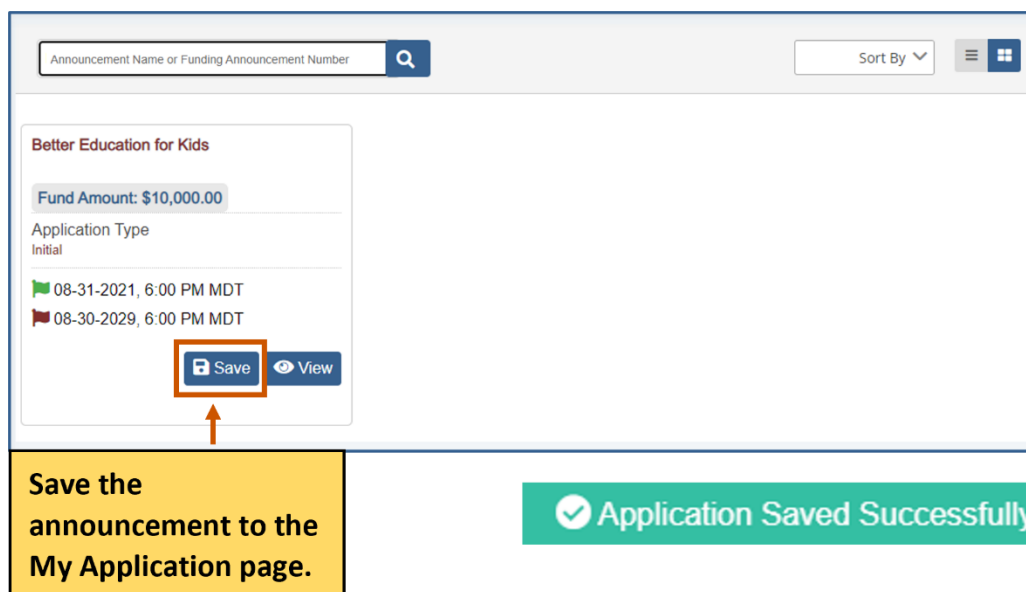 Announcement Name or Funding Announcement Number
Sort By
Better Education for Kids
Fund Amount: $10,000.00
Application Type
Initial
08-31-2021, 6:00 PM MDT
08-30-2029, 6:00 PM MDT
Save View
Save the
announcement to the
My Application page.
Application Saved Successfully